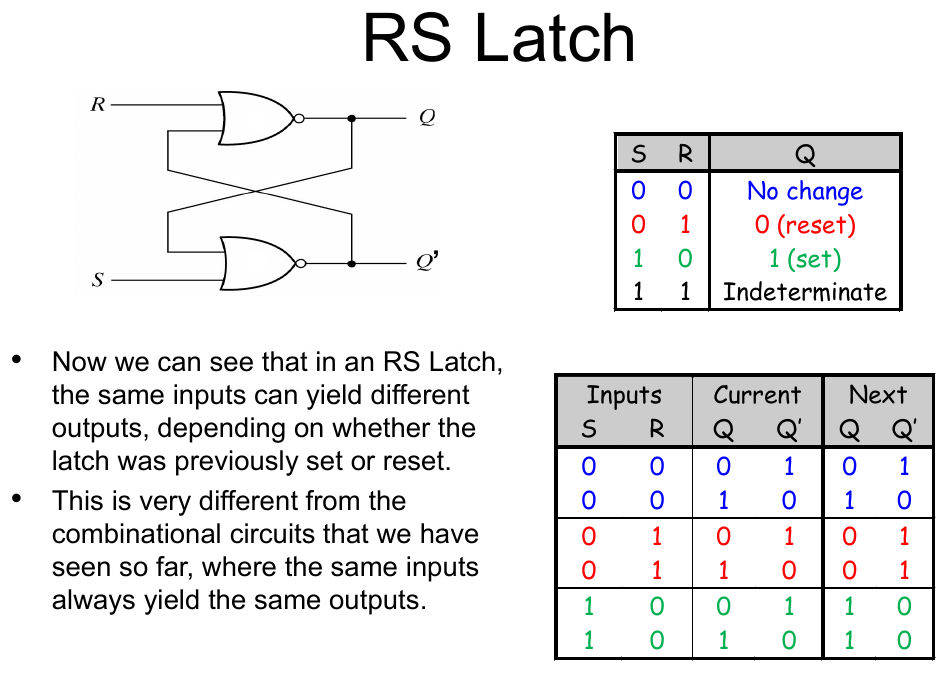 RS Latch
R
Q
S
Q’
S R Q
0 0 No change
0 1 0 (reset)
1 0 1 (set)
1 1 Indeterminate
• Now we can see that in an RS Latch,
the same inputs can yield different
outputs, depending on whether the
latch was previously set or reset.
• This is very different from the
combinational circuits that we have
seen so far, where the same inputs
always yield the same outputs.
Inputs Current Next
S R Q Q’ Q Q’
0 0 0 1 0 1
0 0 1 0 1 0
0 1 0 1 0 1
0 1 1 0 0 1
1 0 0 1 1 0
1 0 1 0 1 0